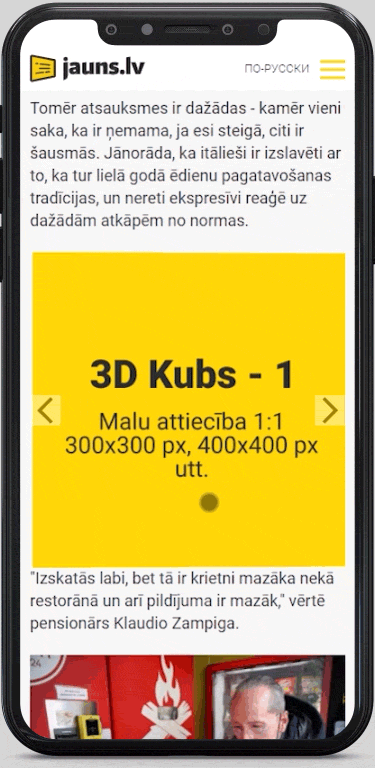 jauns.lv
ПО-РУССКИ
Tomēr atsauksmes ir dažādas - kamēr vieni
saka, ka ir ņemama, ja esi steigā, citi ir
šausmās. Jānorāda, ka itālieši ir izslavēti ar
to, ka tur lielā godā ēdienu pagatavošanas
tradīcijas, un nereti ekspresīvi reaģē uz
dažādām atkāpēm no normas.
3D Kubs - 1
Malu attiecība 1:1
300x300 px, 400x400 px
utt.
"Izskatās labi, bet tā ir krietni mazāka nekā
restorānā un arī pildījuma ir mazāk," vērtē
pensionārs Klaudio Zampiga.
24